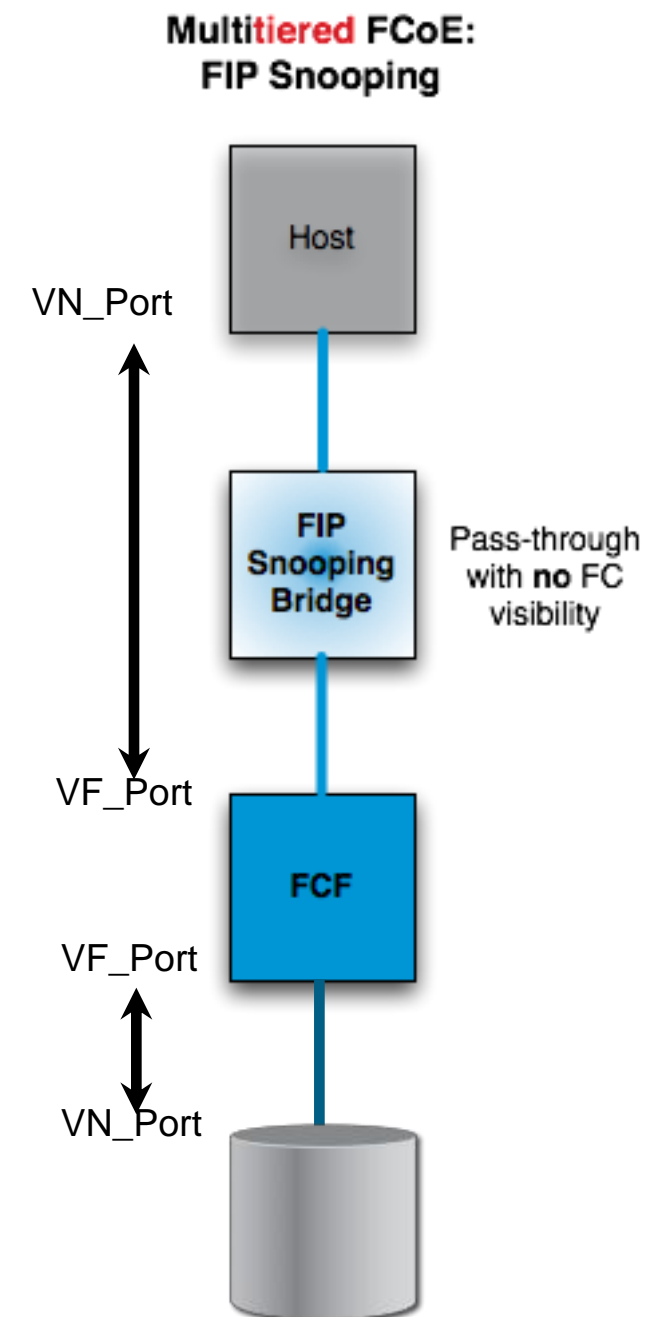 Multitiered FCoE:
FIP Snooping
Host
VN_Port
FIP
Snooping
Bridge
Pass-through
with no FC
visibility
VF_Port
FCF
VF_Port
VN_Port